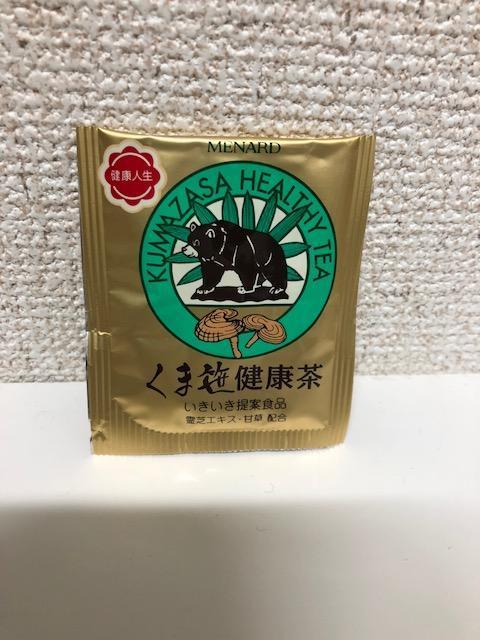 MENARD
健康人生
KUMAZASA HEALTHY TEA
くま笹健康茶
いきいき提案食品
霊芝エキス・甘草 配合